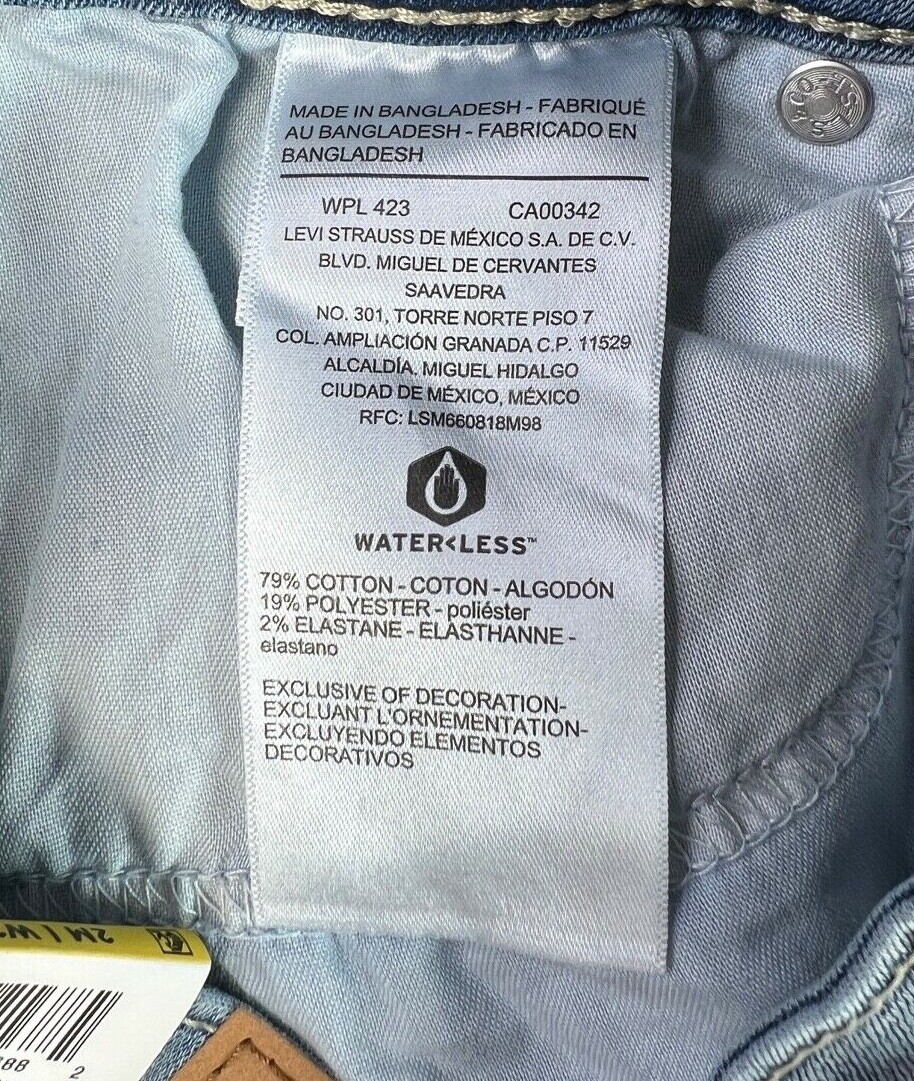 MADE IN BANGLADESH - FABRIQUÉ
AU BANGLADESH - FABRICADO EN
BANGLADESH
WPL 423 CA00342
LEVI STRAUSS DE MÉXICO S.A. DE C.V.
BLVD. MIGUEL DE CERVANTES
SAAVEDRA
NO. 301, TORRE NORTE PISO 7
COL. AMPLIACIÓN GRANADA C.P. 11529
ALCALDÍA. MIGUEL HIDALGO
CIUDAD DE MÉXICO, MÉXICO
RFC: LSM660818M98
WATER<LESS™
79% COTTON - COTON - ALGODÓN
19% POLYESTER - poliéster
2% ELASTANE - ELASTHANNE -
elastano
EXCLUSIVE OF DECORATION-
EXCLUANT L'ORNEMENTATION-
EXCLUYENDO ELEMENTOS
DECORATIVOS
2M | W
88 2